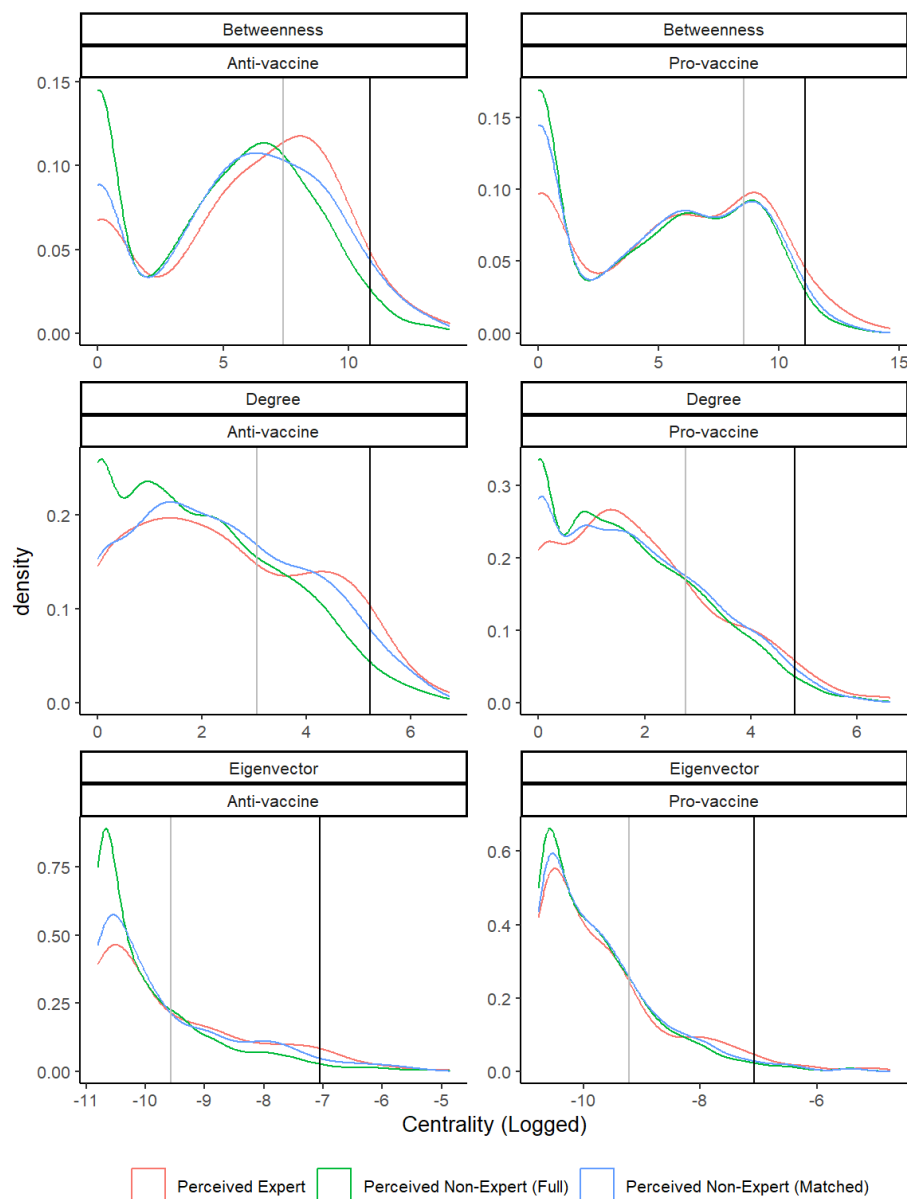 Betweenness
Betweenness
Anti-vaccine
Pro-vaccine
0.15
0.10
0.05
0.00
0.15
0.10
0.05
0.00
0
5
10
0
5
10
15
Degree
Degree
Anti-vaccine
Pro-vaccine
0.2
0.1
0.0
0.3
0.2
0.1
0.0
0
2
4
6
0
2
4
6
density
Eigenvector
Eigenvector
Anti-vaccine
Pro-vaccine
0.75
0.50
0.25
0.00
0.6
0.4
0.2
0.0
-11
-10
-9
-8
-7
-6
-5
-10
-8
-6
Centrality (Logged)
Perceived Expert
Perceived Non-Expert (Full)
Perceived Non-Expert (Matched)